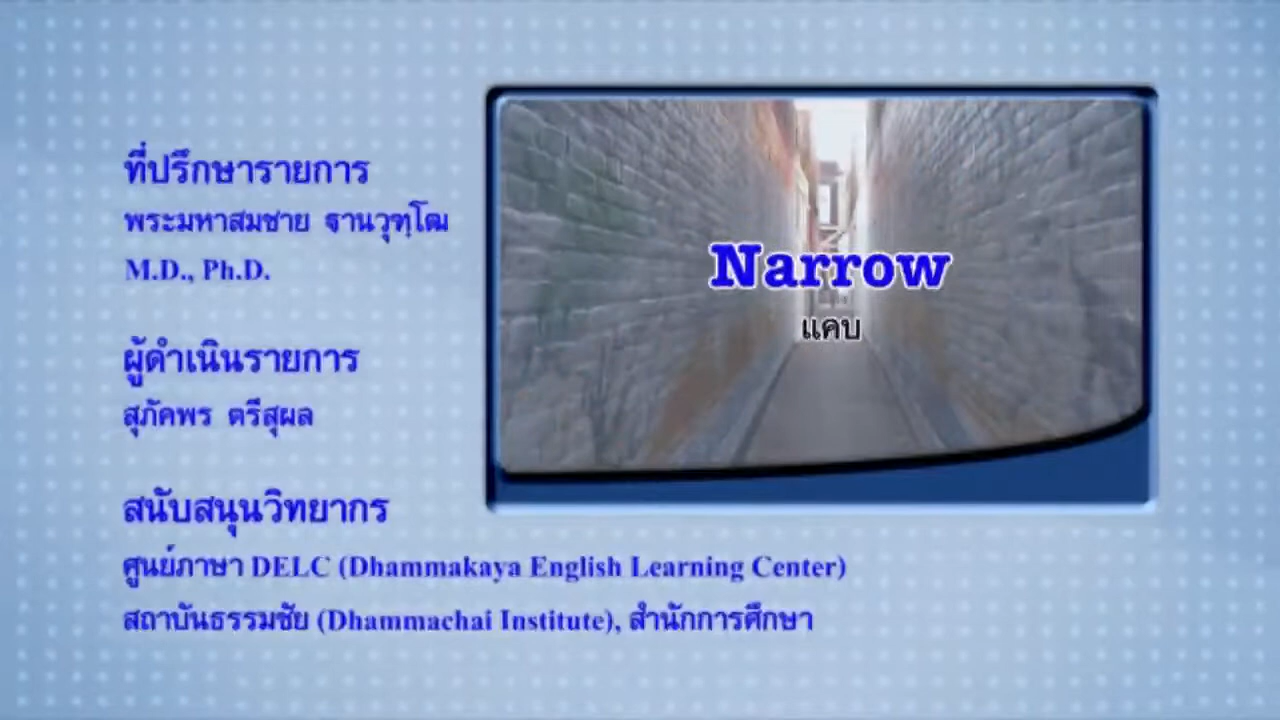 ที่ปรึกษารายการ
พระมหาสมชาย ฐานวุฑฺโฒ
M.D., Ph.D.
ผู้ดำเนินรายการ
สุภัคพร ตรีสุผล
สนับสนุนวิทยากร
ศูนย์ภาษา DELC (Dhammakaya English Learning Center)
สถาบันธรรมชัย (Dhammachai Institute), สำนักการศึกษา
Narrow
แคบ